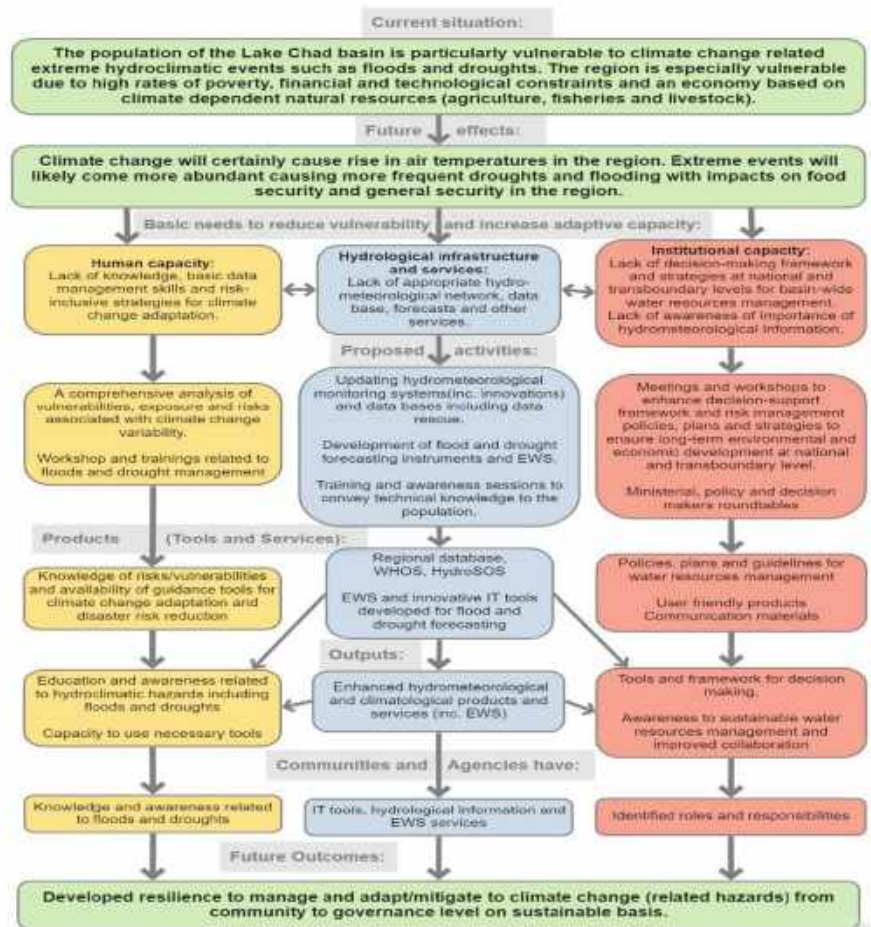 Current situation:
The population of the Lake Chad basin is particularly vulnerable to climate change related
extreme hydroclimatic events such as floods and droughts. The region is especially vulnerable
due to high rates of poverty, financial and technological constraints and an economy based on
climate dependent natural resources (agriculture, fisheries and livestock).
Future effects:
Climate change will certainly cause rise in air temperatures in the region. Extreme events will
likely come more abundant causing more frequent droughts and flooding with impacts on food
security and general security in the region.
Basic needs to reduce vulnerability and increase adaptive capacity:
Human capacity:
Lack of knowledge, basic data
management skills and risk-
inclusive strategies for climate
change adaptation.
Hydrological infrastructure
and services:
Lack of appropriate hydro-
meteorological network, data
base, forecasts and other
services.
Institutional capacity:
Lack of decision-making framework
and strategies at national and
transboundary levels for basin-wide
water resources management.
Lack of awareness of importance of
hydrometeorological information.
Proposed activities:
A comprehensive analysis of
vulnerabilities, exposure and risks
associated with climate change
variability.
Workshop and trainings related to
floods and drought management
Updating hydrometeorological
monitoring systems(inc. innovations)
and data bases including data
rescue.
Development of flood and drought
forecasting instruments and EWS.
Training and awareness sessions to
convey technical knowledge to the
population.
Meetings and workshops to
enhance decision-support
framework and risk management
policies, plans and strategies to
ensure long-term environmental and
economic development at national
and transboundary level.
Ministerial, policy and decision
makers roundtables
Products (Tools and Services):
Knowledge of risks/vulnerabilities
and availability of guidance tools for
climate change adaptation and
disaster risk reduction
Regional database,
WHOS, HydroSOS
EWS and innovative IT tools
developed for flood and
drought forecasting
Policies, plans and guidelines for
water resources management
User friendly products
Communication materials
Outputs:
Education and awareness related
to hydroclimatic hazards including
floods and droughts
Capacity to use necessary tools
Enhanced hydrometeorological
and climatological products and
services (inc. EWS)
Tools and framework for decision
making.
Awareness to sustainable water
resources management and
improved collaboration
Communities and Agencies have:
Knowledge and awareness related
to floods and droughts
IT tools, hydrological information and
EWS services
Identified roles and responsibilities
Future Outcomes:
Developed resilience to manage and adapt/mitigate to climate change (related hazards) from
community to governance level on sustainable basis.